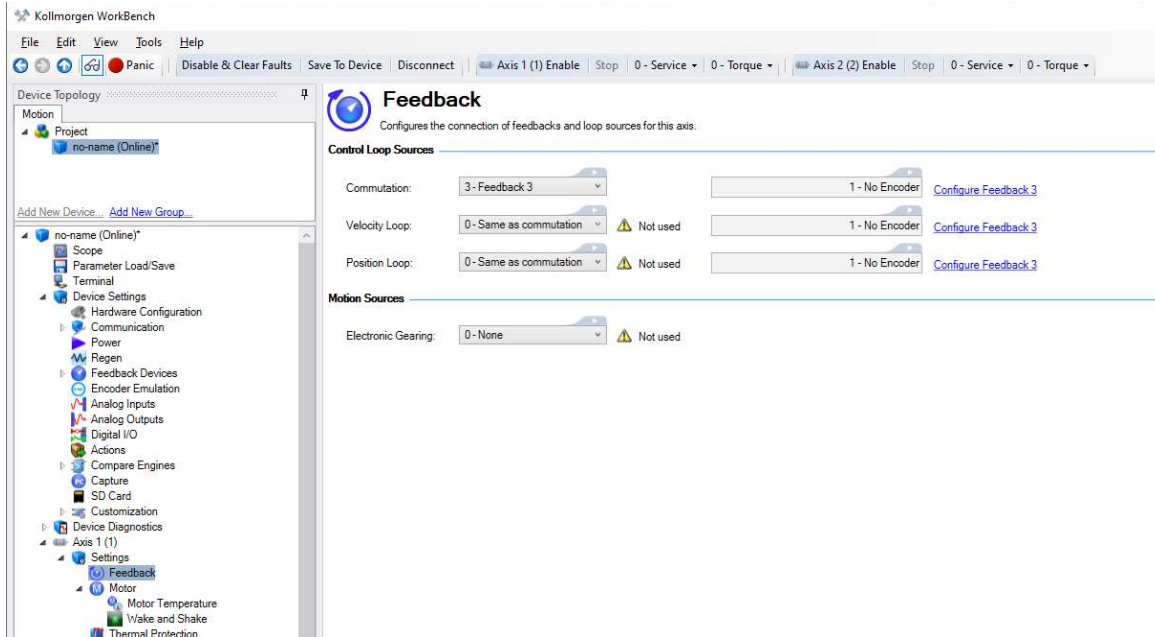 Kollmorgen WorkBench
File Edit View Tools Help
Panic Disable & Clear Faults Save To Device Disconnect Axis 1 (1) Enable Stop 0 - Service 0 - Torque Axis 2 (2) Enable Stop 0 - Service 0 - Torque
Device Topology
Motion
Project
no-name (Online)*
Add New Device... Add New Group...
no-name (Online)*
Scope
Parameter Load/Save
Terminal
Device Settings
Hardware Configuration
Communication
Power
Regen
Feedback Devices
Encoder Emulation
Analog Inputs
Analog Outputs
Digital I/O
Actions
Compare Engines
Capture
SD Card
Customization
Device Diagnostics
Axis 1 (1)
Settings
Feedback
Motor
Motor Temperature
Wake and Shake
Thermal Protection
Feedback
Configures the connection of feedbacks and loop sources for this axis.
Control Loop Sources
Commutation: 3 - Feedback 3 1 - No Encoder Configure Feedback 3
Velocity Loop: 0 - Same as commutation Not used 1 - No Encoder Configure Feedback 3
Position Loop: 0 - Same as commutation Not used 1 - No Encoder Configure Feedback 3
Motion Sources
Electronic Gearing: 0 - None Not used